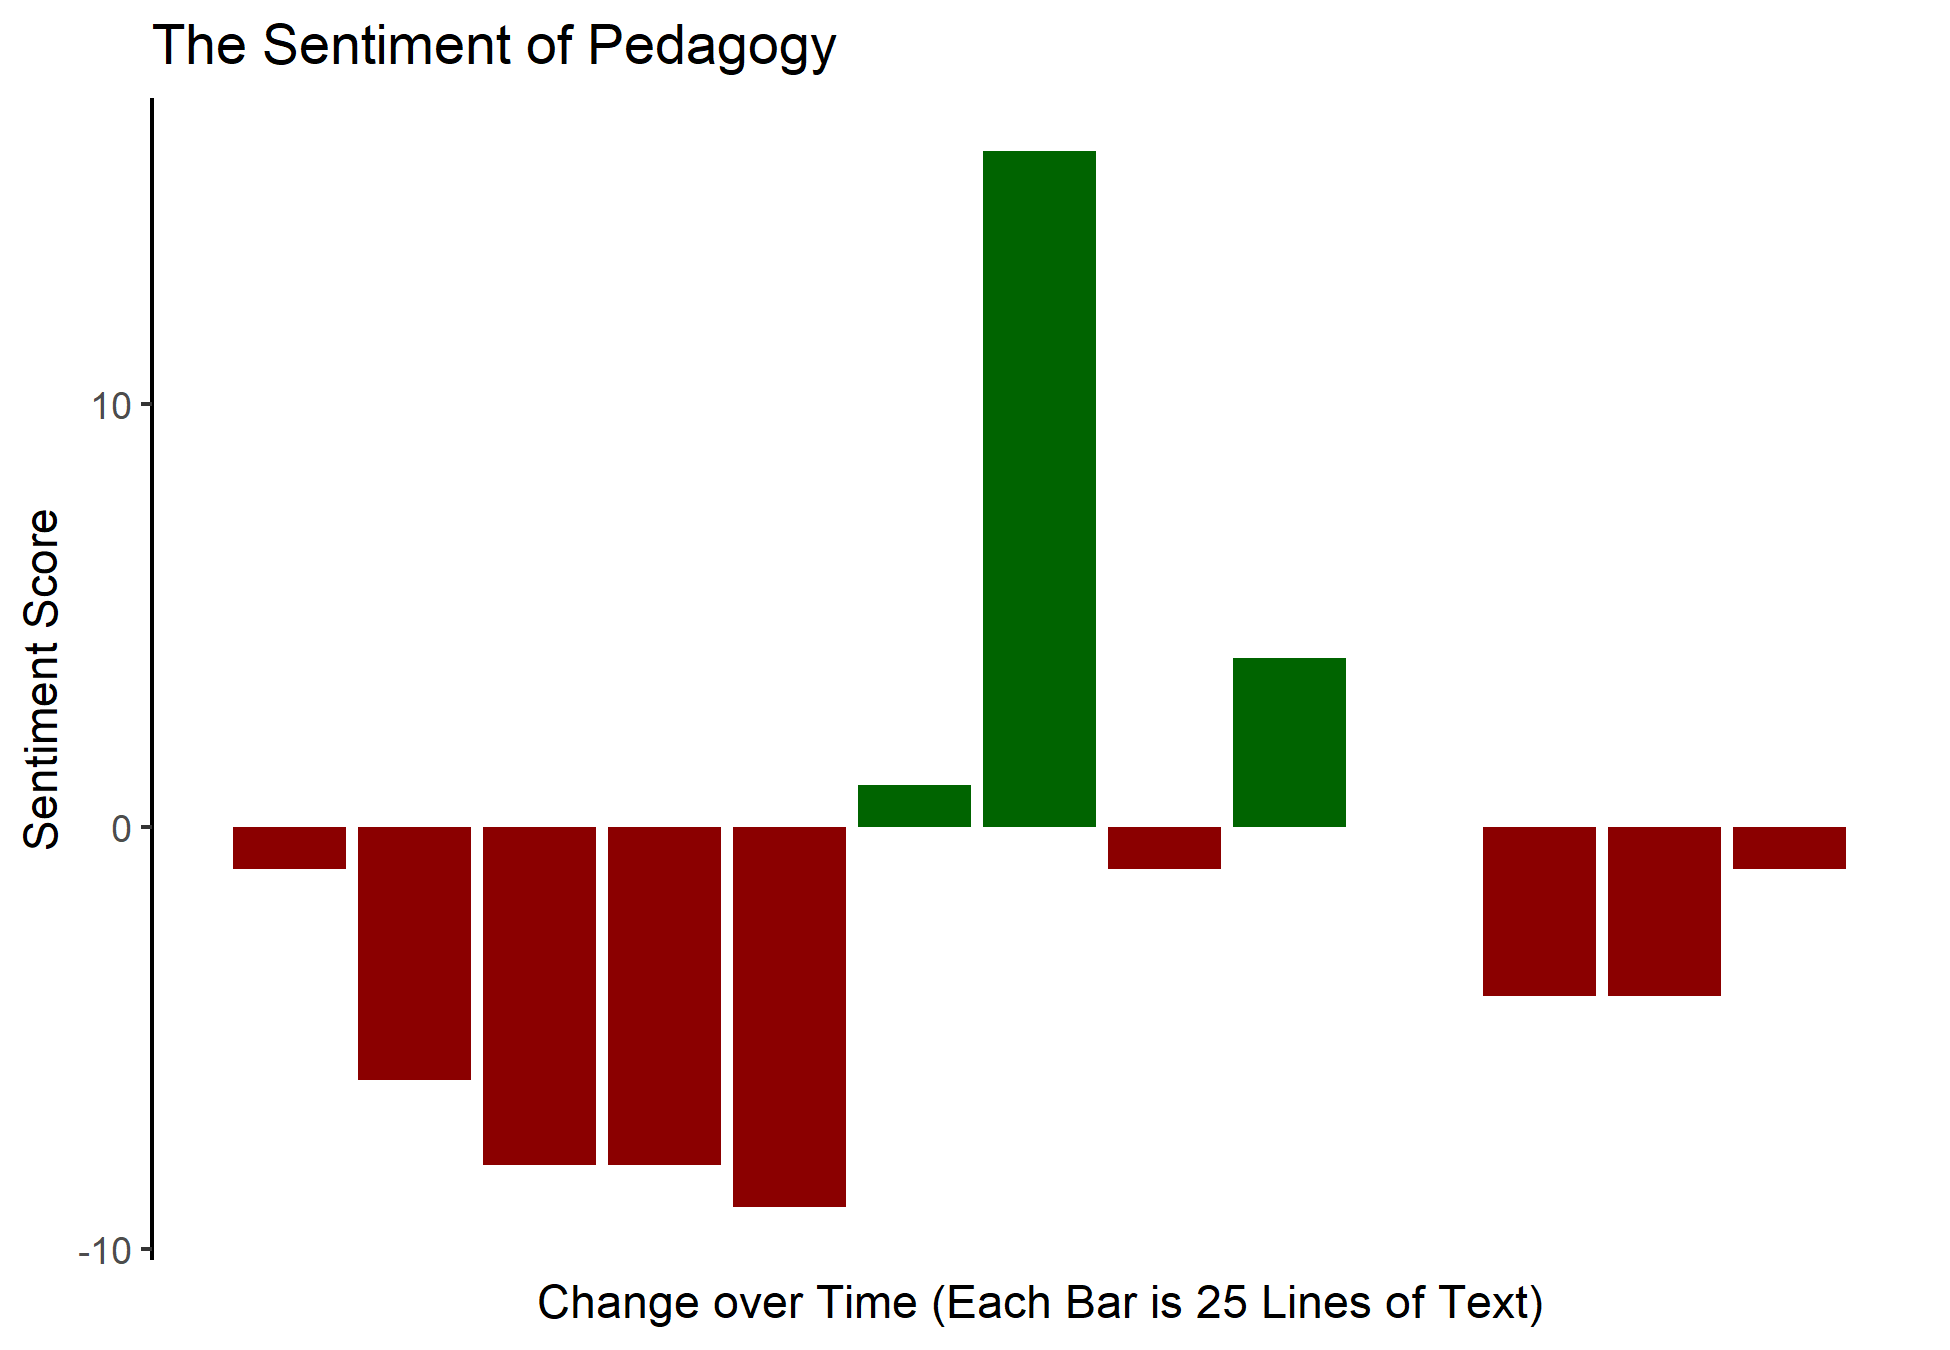 The Sentiment of Pedagogy
Sentiment Score
10
0
-10
Change over Time (Each Bar is 25 Lines of Text)